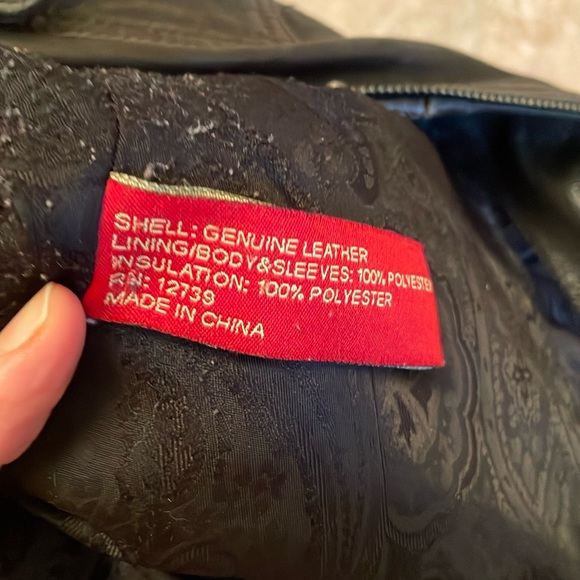 SHELL: GENUINE LEATHER
LINING/BODY&SLEEVES: 100% POLYESTER
INSULATION: 100% POLYESTER
RN: 12739
MADE IN CHINA